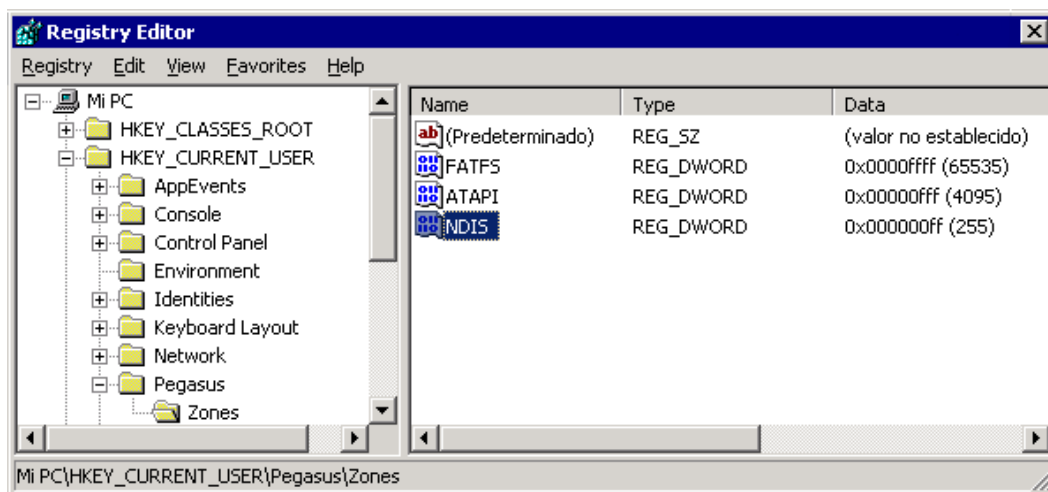 Registry Editor
Registry Edit View Favorites Help
Mi PC
HKEY_CLASSES_ROOT
HKEY_CURRENT_USER
AppEvents
Console
Control Panel
Environment
Identities
Keyboard Layout
Network
Pegasus
Zones
Name Type Data
(Predeterminado) REG_SZ (valor no establecido)
FATFS REG_DWORD 0x0000ffff (65535)
ATAPI REG_DWORD 0x00000fff (4095)
NDIS REG_DWORD 0x000000ff (255)
Mi PC\HKEY_CURRENT_USER\Pegasus\Zones